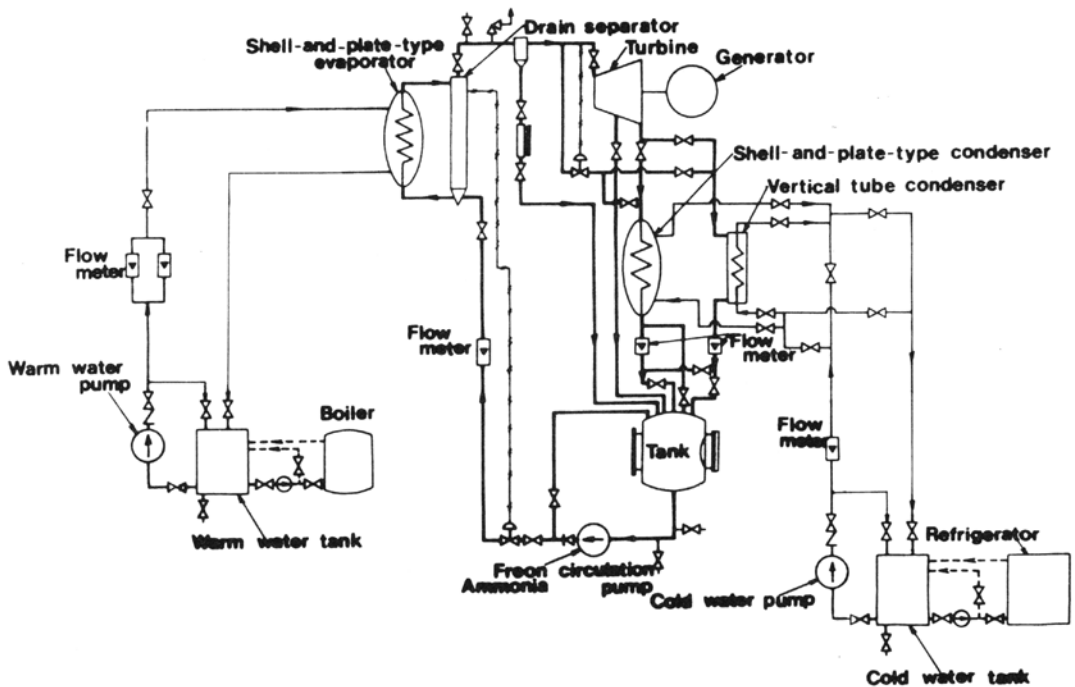 Drain separator
Shell-and-plate-type
evaporator
Turbine
Generator
Shell-and-plate-type condenser
Vertical tube condenser
Flow
meter
Flow
meter
Flow
meter
Warm water
pump
Boiler
Flow
meter
Tank
Warm water tank
Freon circulation
Ammonia pump
Refrigerator
Cold water pump
Cold water tank